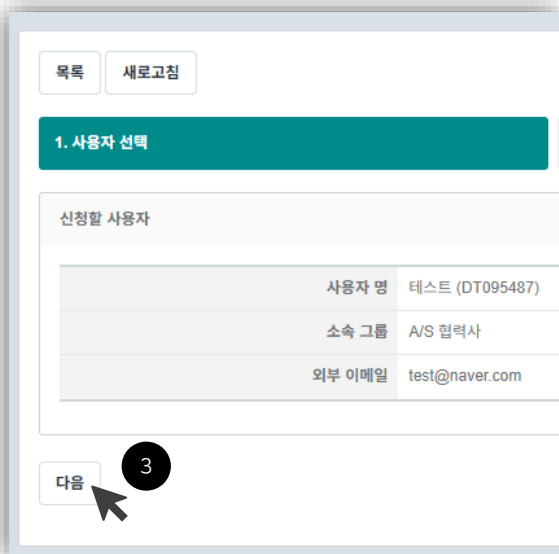 목록 새로고침
1. 사용자 선택
신청할 사용자
사용자 명 테스트 (DT095487)
소속 그룹 A/S 협력사
외부 이메일 test@naver.com
3
다음